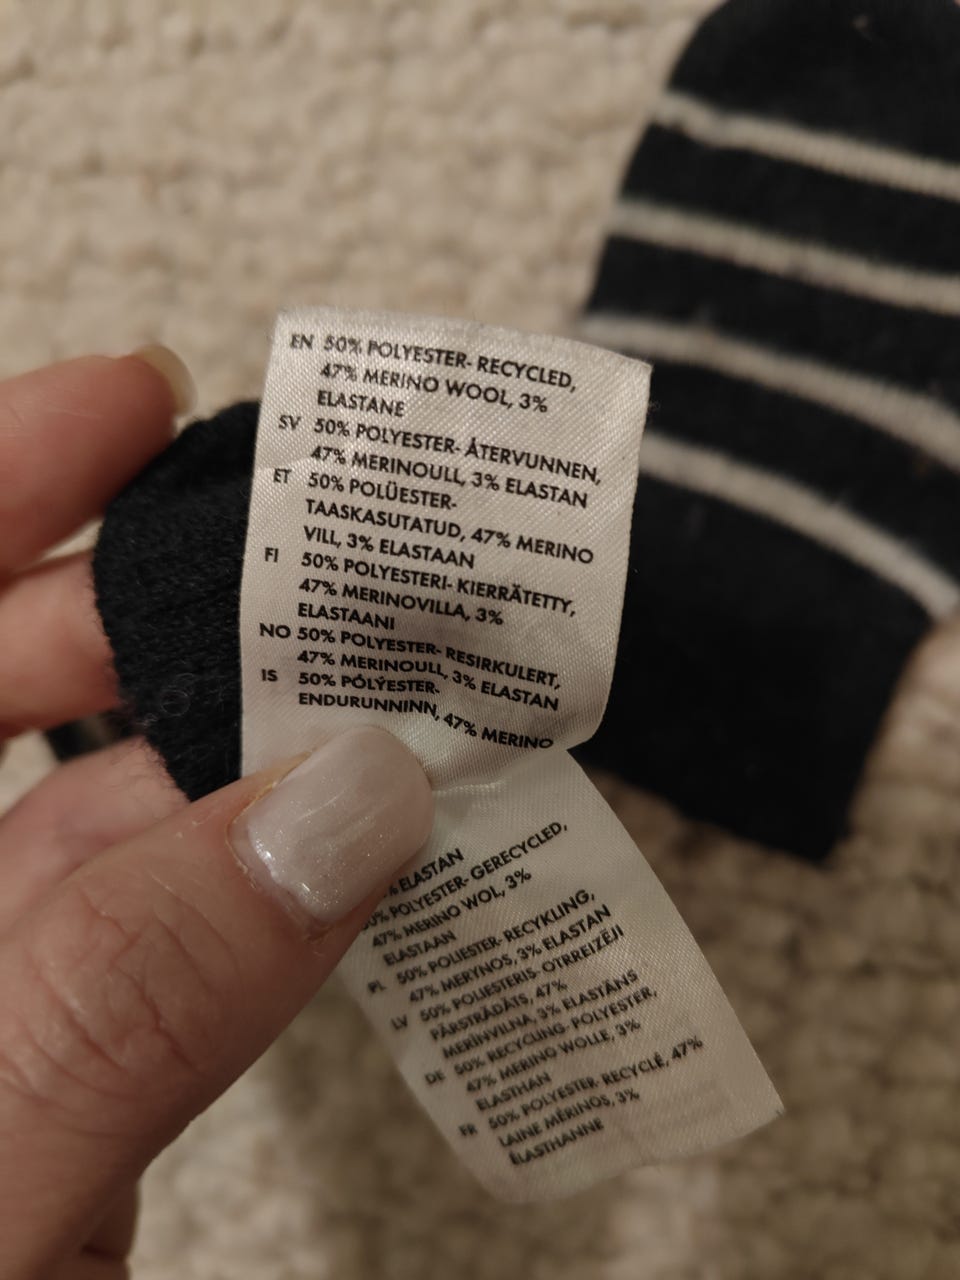 EN 50% POLYESTER- RECYCLED,
47% MERINO WOOL, 3%
ELASTANE
SV 50% POLYESTER- ÅTERVUNNEN,
47% MERINOULL, 3% ELASTAN
ET 50% POLÜESTER-
TAASKASUTATUD, 47% MERINO
VILL, 3% ELASTAAN
FI 50% POLYESTERI- KIERRÄTETTY,
47% MERINOVILLA, 3%
ELASTAANI
NO 50% POLYESTER- RESIRKULERT,
47% MERINOULL, 3% ELASTAN
IS 50% PÓLÝESTER-
ENDURUNNINN, 47% MERINO
% ELASTAN
POLYESTER- GERECYCLED,
47% MERINO WOL, 3%
ELASTAAN
PL 50% POLIESTER- RECYKLING,
47% MERYNOS, 3% ELASTAN
LV 50% POLIESTERIS- OTRREIZĒJI
PĀRSTRĀDĀTS, 47%
MERĪNVILNA, 3% ELASTĀNS
DE 50% RECYCLING- POLYESTER,
47% MERINO WOLLE, 3%
ELASTHAN
FR 50% POLYESTER- RECYCLÉ, 47%
LAINE MÉRINOS, 3%
ÉLASTHANNE